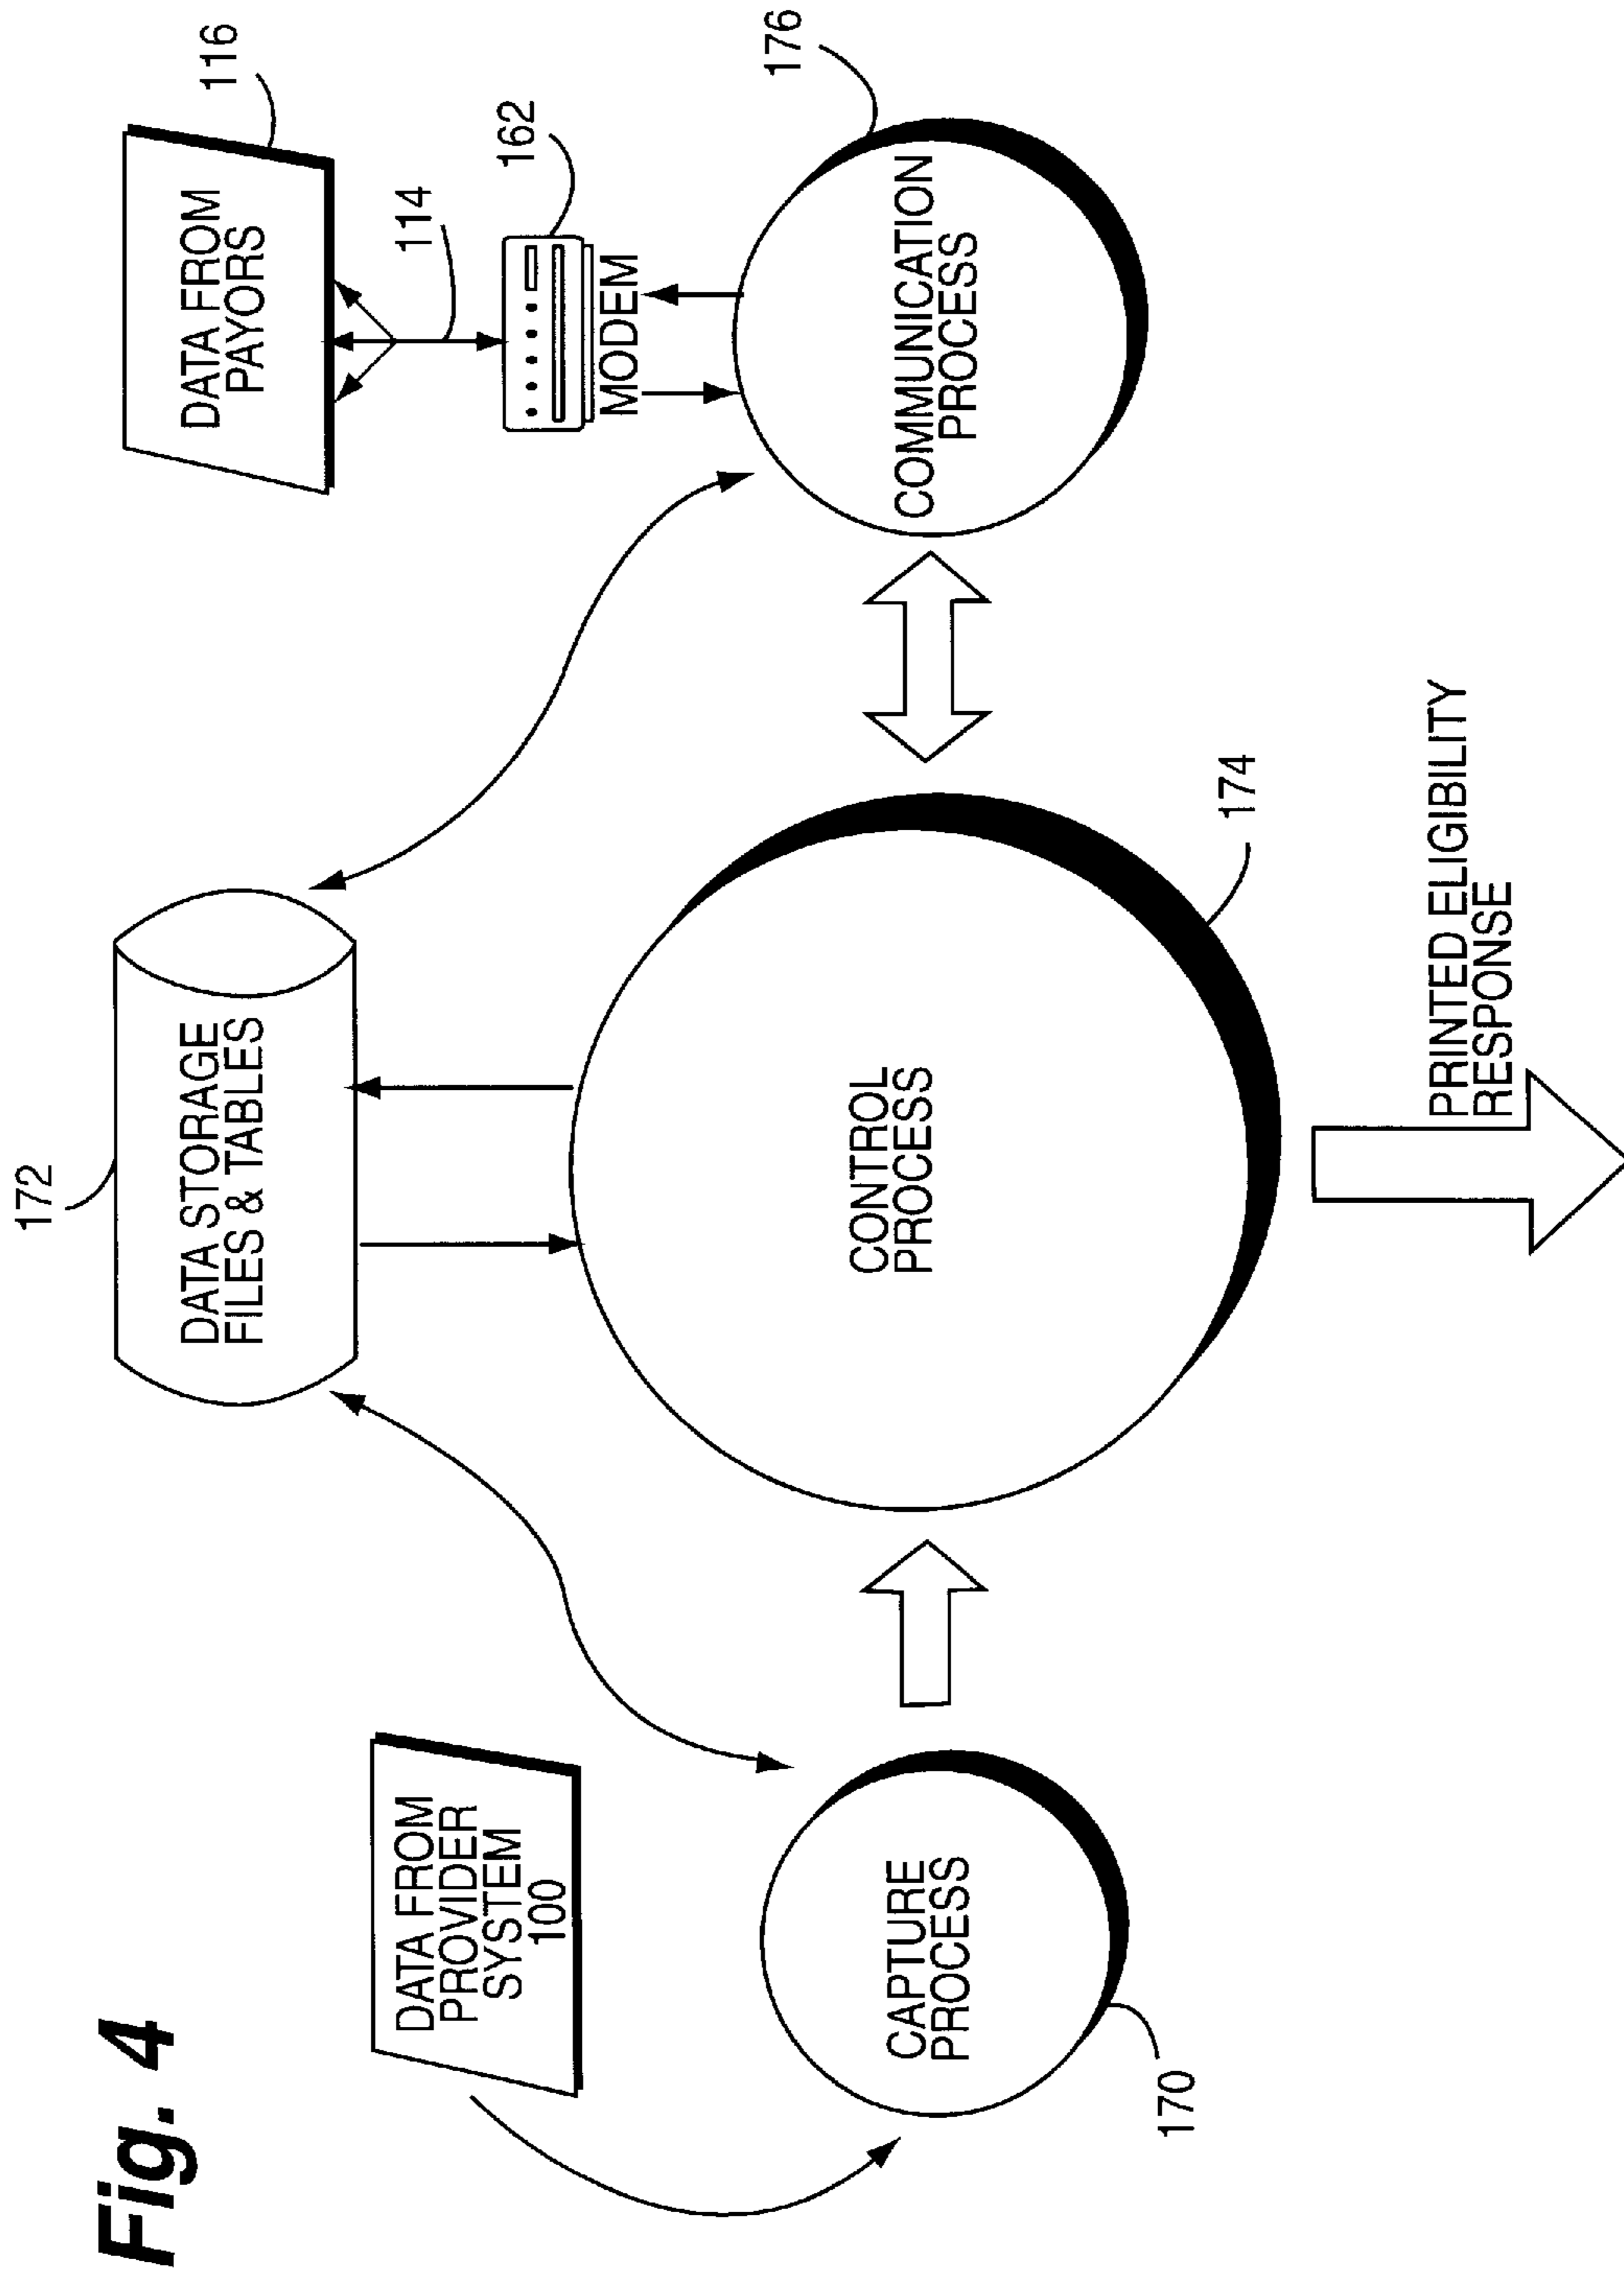 Fig. 4
172
DATA STORAGE
FILES & TABLES
DATA FROM
PAYORS
116
114
162
MODEM
DATA FROM
PROVIDER
SYSTEM
100
CAPTURE
PROCESS
170
CONTROL
PROCESS
174
COMMUNICATION
PROCESS
176
PRINTED ELIGIBILITY
RESPONSE